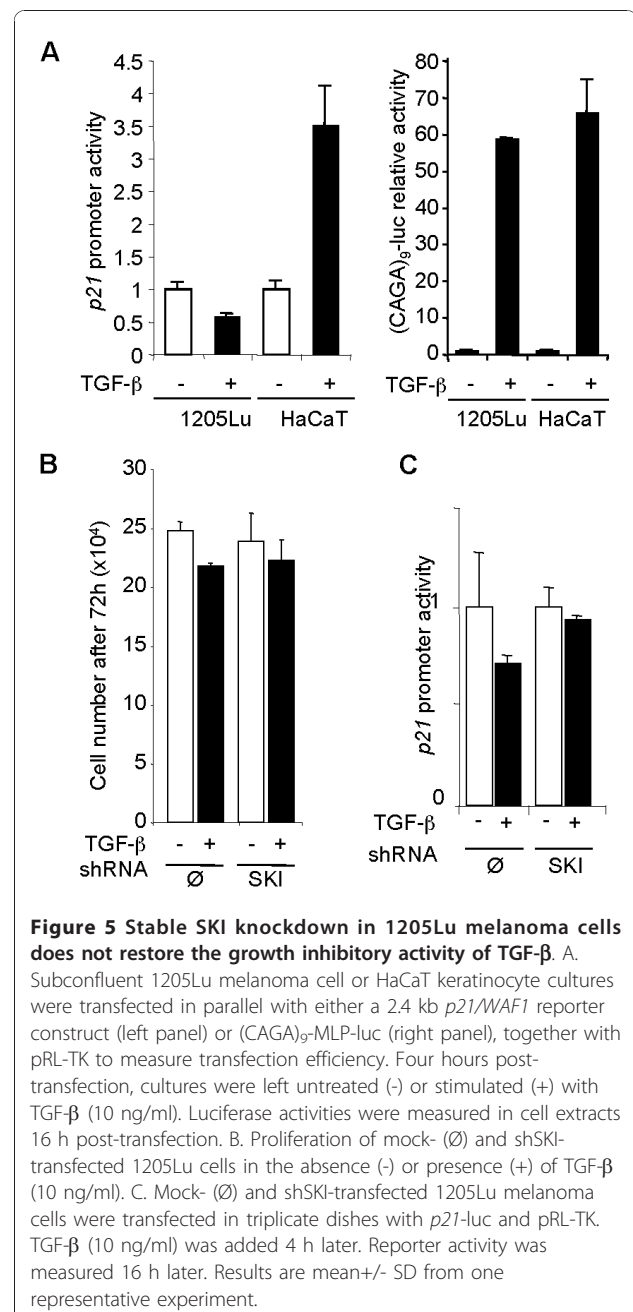 A
p21 promoter activity
4.5
4
3.5
3
2.5
2
1.5
1
0.5
0
TGF-β - + - +
1205Lu HaCaT
(CAGA)9-luc relative activity
80
70
60
50
40
30
20
10
0
TGF-β - + - +
1205Lu HaCaT
B
Cell number after 72h (x10⁴)
30
25
20
15
10
5
0
TGF-β - + - +
shRNA Ø SKI
C
p21 promoter activity
1
0
TGF-β - + - +
shRNA Ø SKI
Figure 5 Stable SKI knockdown in 1205Lu melanoma cells
does not restore the growth inhibitory activity of TGF-β. A.
Subconfluent 1205Lu melanoma cell or HaCaT keratinocyte cultures
were transfected in parallel with either a 2.4 kb p21/WAF1 reporter
construct (left panel) or (CAGA)9-MLP-luc (right panel), together with
pRL-TK to measure transfection efficiency. Four hours post-
transfection, cultures were left untreated (-) or stimulated (+) with
TGF-β (10 ng/ml). Luciferase activities were measured in cell extracts
16 h post-transfection. B. Proliferation of mock- (Ø) and shSKI-
transfected 1205Lu cells in the absence (-) or presence (+) of TGF-β
(10 ng/ml). C. Mock- (Ø) and shSKI-transfected 1205Lu melanoma
cells were transfected in triplicate dishes with p21-luc and pRL-TK.
TGF-β (10 ng/ml) was added 4 h later. Reporter activity was
measured 16 h later. Results are mean+/- SD from one
representative experiment.